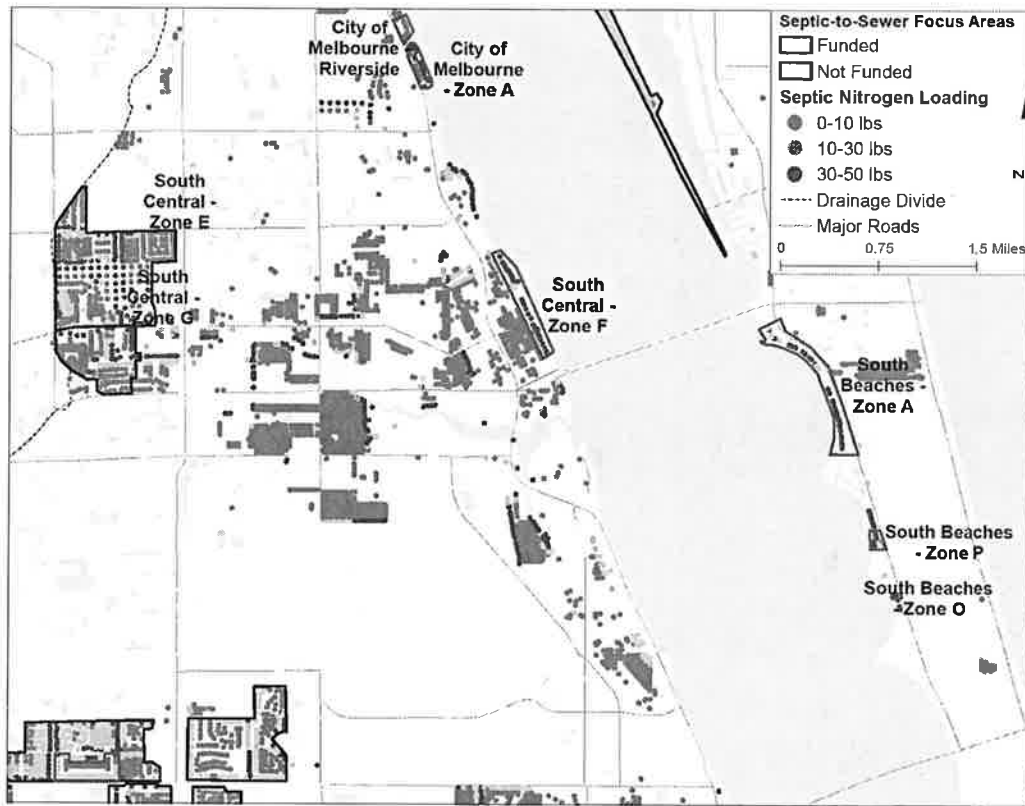 City of
Melbourne
Riverside
City of
Melbourne
- Zone A
Septic-to-Sewer Focus Areas
Funded
Not Funded
Septic Nitrogen Loading
0-10 lbs
10-30 lbs
30-50 lbs
Drainage Divide
Major Roads
0 0.75 1.5 Miles
N
South
Central -
Zone E
South
Central -
Zone G
South
Central -
Zone F
South
Beaches -
Zone A
South Beaches
- Zone P
South Beaches
- Zone O